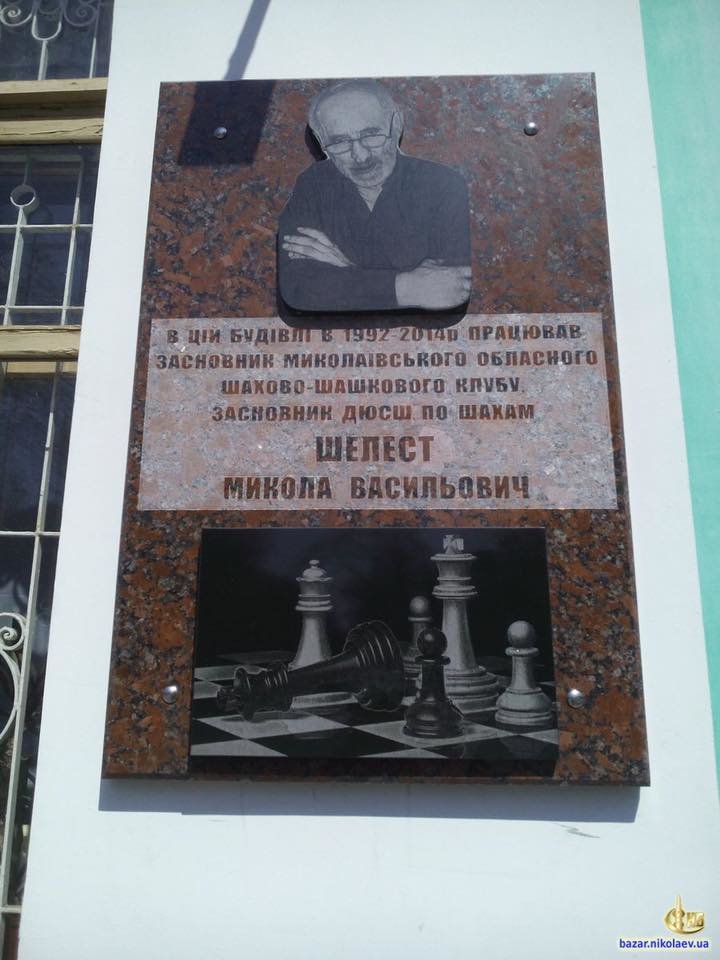 В ЦІЙ БУДІВЛІ В 1992-2014р ПРАЦЮВАВ
ЗАСНОВНИК МИКОЛАІВСЬКОГО ОБЛАСНОГО
ШАХОВО-ШАШКОВОГО КЛУБУ,
ЗАСНОВНИК ДЮСШ ПО ШАХАМ
ШЕЛЕСТ
МИКОЛА ВАСИЛЬОВИЧ
bazar.nikolaev.ua